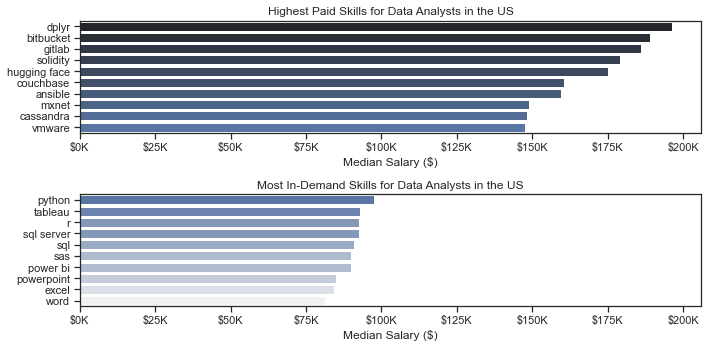 Highest Paid Skills for Data Analysts in the US
dplyr
bitbucket
gitlab
solidity
hugging face
couchbase
ansible
mxnet
cassandra
vmware
$0K $25K $50K $75K $100K $125K $150K $175K $200K
Median Salary ($)
Most In-Demand Skills for Data Analysts in the US
python
tableau
r
sql server
sql
sas
power bi
powerpoint
excel
word
$0K $25K $50K $75K $100K $125K $150K $175K $200K
Median Salary ($)